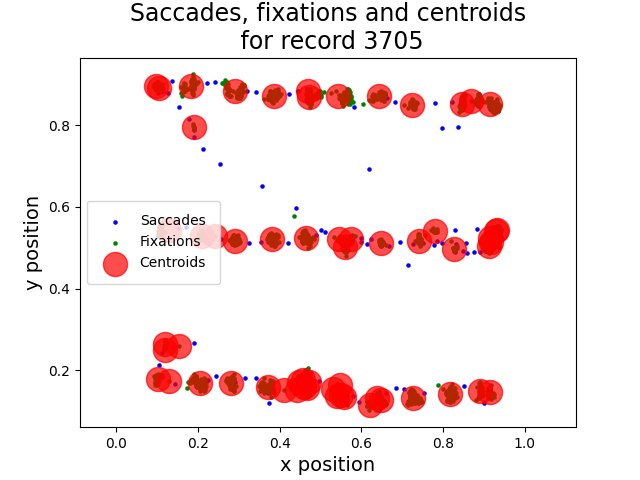 Saccades, fixations and centroids
for record 3705
y position
0.8
0.6
0.4
0.2
Saccades
Fixations
Centroids
0.0 0.2 0.4 0.6 0.8 1.0
x position